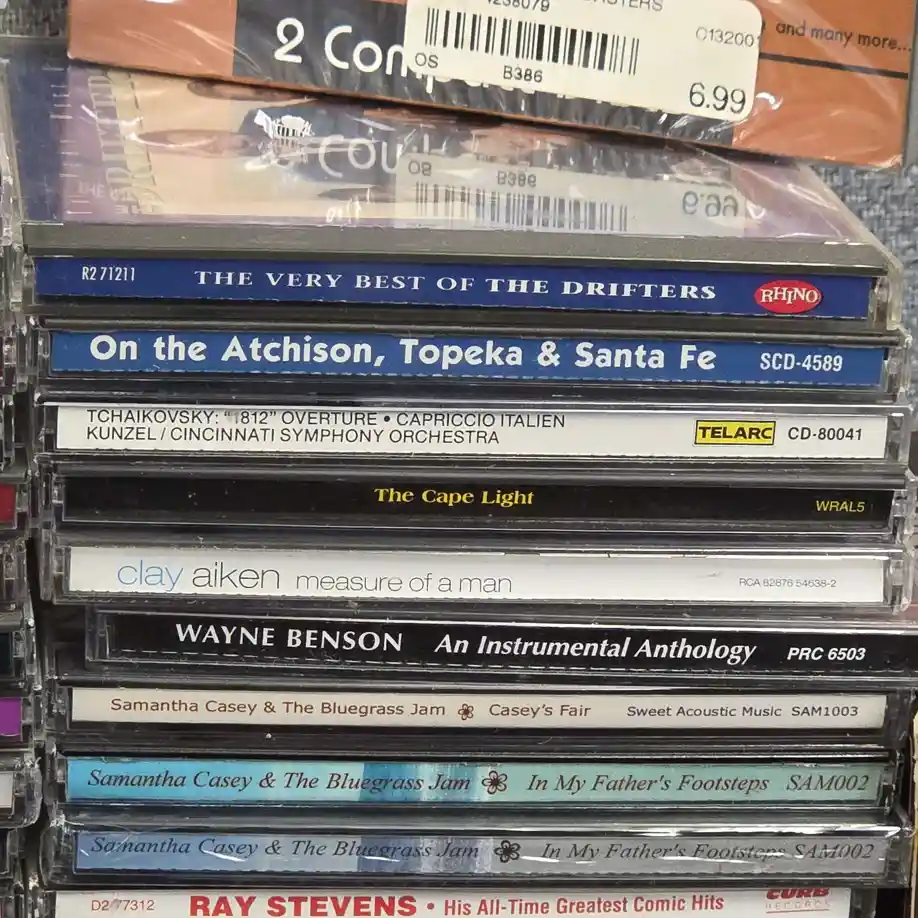 4238079
and many more...
2 Com
013200
OS
B386
6.99
R2 71211 THE VERY BEST OF THE DRIFTERS RHINO
On the Atchison, Topeka & Santa Fe SCD-4589
TCHAIKOVSKY: "1812" OVERTURE • CAPRICCIO ITALIEN
KUNZEL / CINCINNATI SYMPHONY ORCHESTRA
TELARC CD-80041
The Cape Light WRAL5
clay aiken measure of a man RCA 82876 54638-2
WAYNE BENSON An Instrumental Anthology PRC 6503
Samantha Casey & The Bluegrass Jam Casey's Fair Sweet Acoustic Music SAM1003
Samantha Casey & The Bluegrass Jam In My Father's Footsteps SAM002
Samantha Casey & The Bluegrass Jam In My Father's Footsteps SAM002
D2 77312 RAY STEVENS • His All-Time Greatest Comic Hits CURB
RECORDS